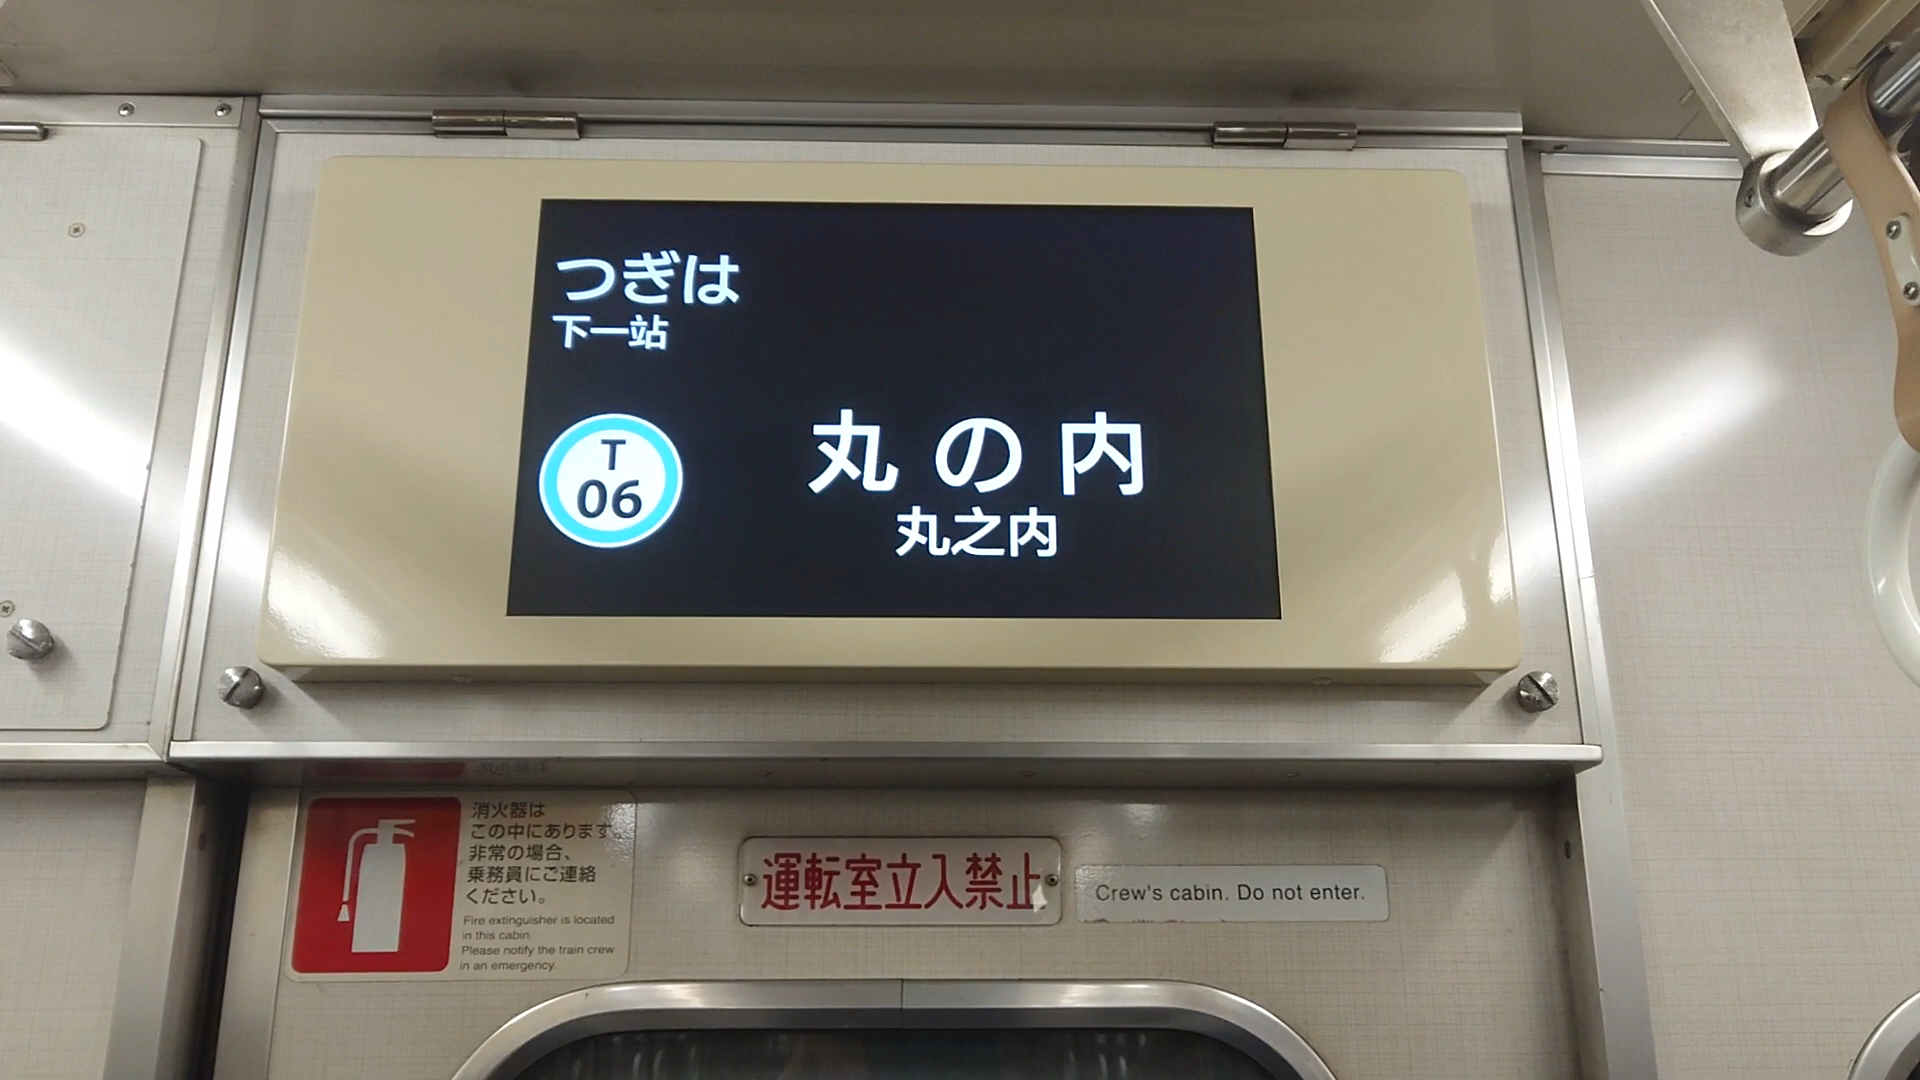 つぎは
下一站
T
06
丸の内
丸之内
消火器は
この中にあります。
非常の場合、
乗務員にご連絡
ください。
Fire extinguisher is located
in this cabin.
Please notify the train crew
in an emergency.
運転室立入禁止
Crew's cabin. Do not enter.